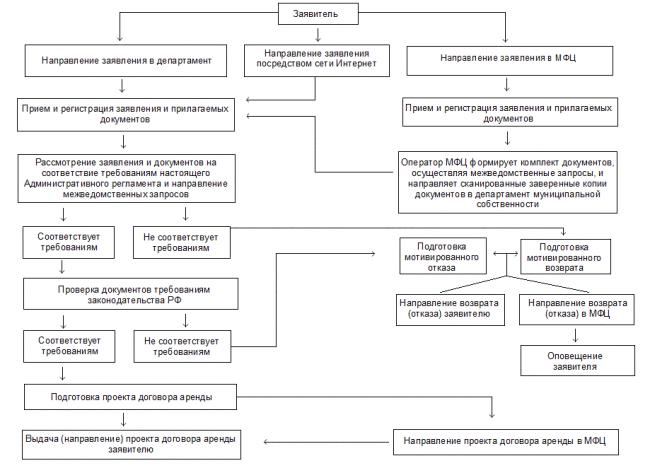 Заявитель
Направление заявления в департамент
Направление заявления
посредством сети Интернет
Направление заявления в МФЦ
Прием и регистрация заявления и прилагаемых
документов
Прием и регистрация заявления и прилагаемых
документов
Рассмотрение заявления и документов на
соответствие требованиям настоящего
Административного регламента и направление
межведомственных запросов
Оператор МФЦ формирует комплект документов,
осуществляя межведомственные запросы, и
направляет сканированные заверенные копии
документов в департамент муниципальной
собственности
Соответствует
требованиям
Не соответствует
требованиям
Подготовка
мотивированного
отказа
Подготовка
мотивированного
возврата
Проверка документов требованиям
законодательства РФ
Направление возврата
(отказа) заявителю
Направление возврата
(отказа) в МФЦ
Соответствует
требованиям
Не соответствует
требованиям
Оповещение
заявителя
Подготовка проекта договора аренды
Выдача (направление) проекта договора аренды
заявителю
Направление проекта договора аренды в МФЦ